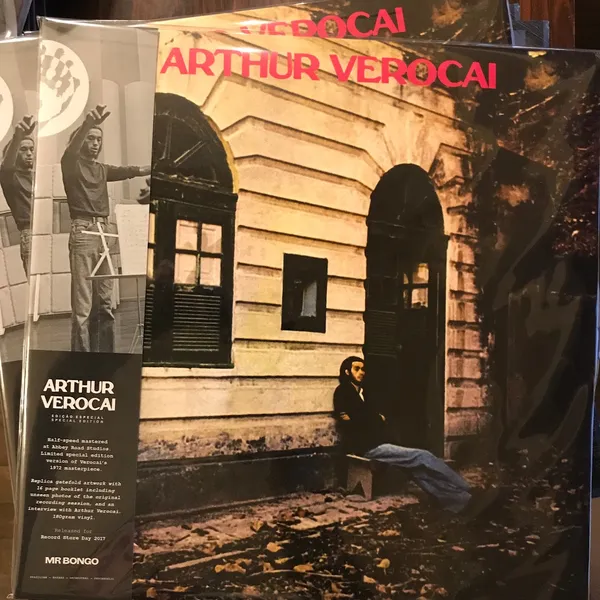 VEROCAI
ARTHUR VEROCAI
ARTHUR
VEROCAI
EDIÇÃO ESPECIAL
SPECIAL EDITION
Half-speed mastered
at Abbey Road Studios.
Limited special edition
version of Verocai's
1972 masterpiece.
Replica gatefold artwork with
16 page booklet including
unseen photos of the original
recording session, and an
interview with Arthur Verocai.
180gram vinyl.
Released for
Record Store Day 2017
MR BONGO